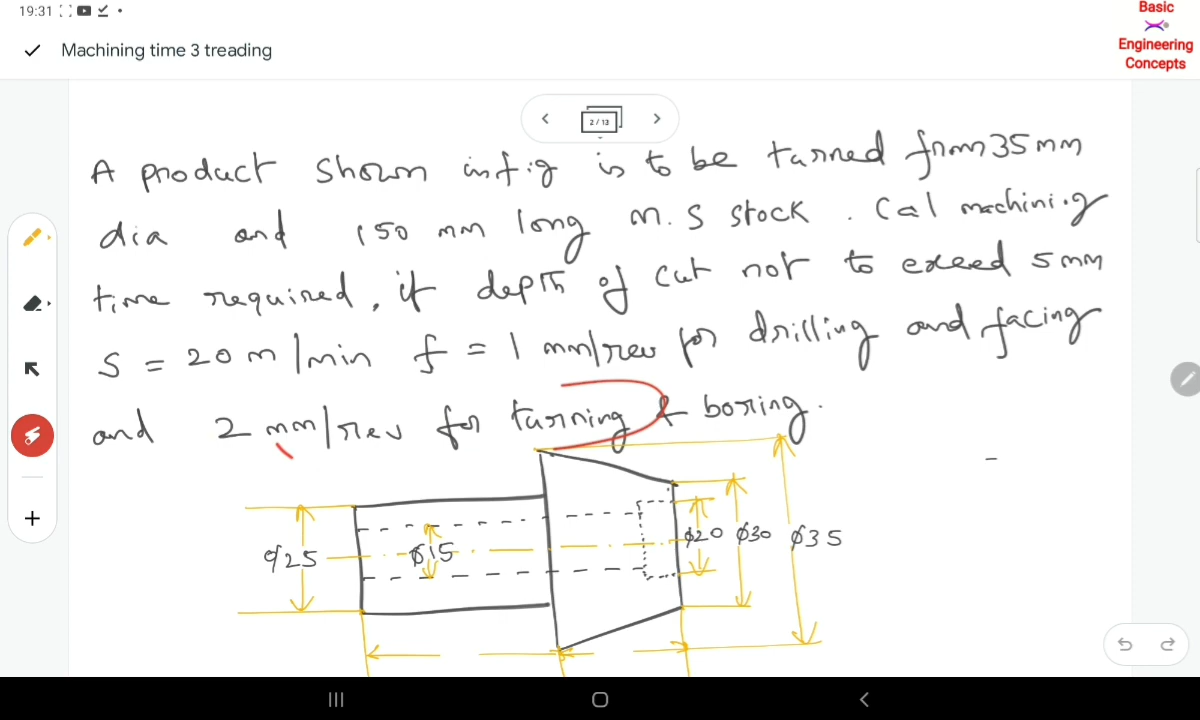 19:31
Basic
Engineering
Concepts
Machining time 3 treading
2 / 13
A product shown in fig is to be turned from 35 mm
dia and 150 mm long m.s stock. Cal machining
time required, if depth of cut not to exceed 5 mm
S = 20 m/min f = 1 mm/rev for drilling and facing
and 2 mm/rev for turning & boring.
φ25 φ15 φ20 φ30 φ35